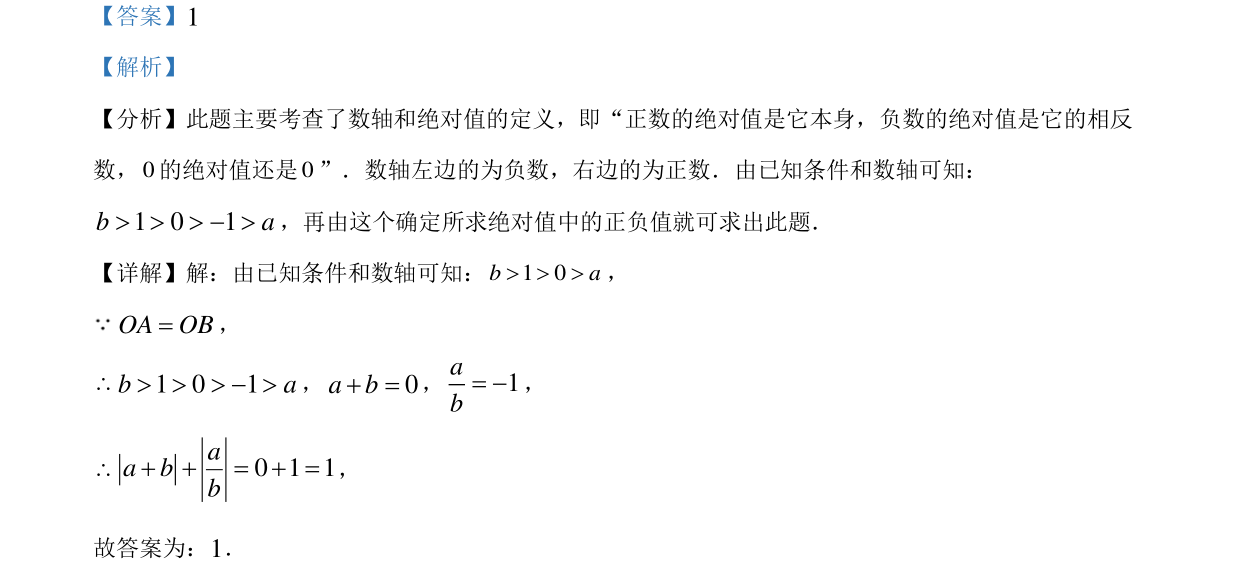 【答案】1
【解析】
【分析】此题主要考查了数轴和绝对值的定义，即“正数的绝对值是它本身，负数的绝对值是它的相反
数，0的绝对值还是0”．数轴左边的为负数，右边的为正数．由已知条件和数轴可知：
b>1>0>−1>a，再由这个确定所求绝对值中的正负值就可求出此题．
【详解】解：由已知条件和数轴可知：b>1>0>a，
∵OA=OB，
∴b>1>0>−1>a，a+b=0，a/b=−1，
∴|a+b|+|a/b|=0+1=1，
故答案为：1．